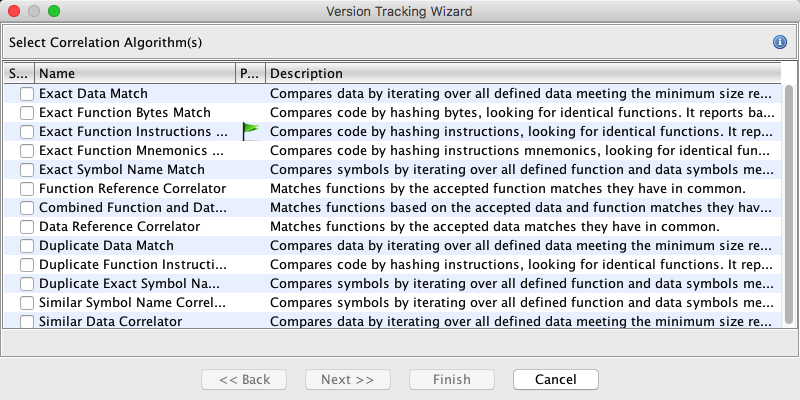 Version Tracking Wizard
Select Correlation Algorithm(s)
S... Name P... Description
Exact Data Match Compares data by iterating over all defined data meeting the minimum size re...
Exact Function Bytes Match Compares code by hashing bytes, looking for identical functions. It reports ba...
Exact Function Instructions ... Compares code by hashing instructions, looking for identical functions. It rep...
Exact Function Mnemonics ... Compares code by hashing instructions mnemonics, looking for identical fun...
Exact Symbol Name Match Compares symbols by iterating over all defined function and data symbols me...
Function Reference Correlator Matches functions by the accepted function matches they have in common.
Combined Function and Dat... Matches functions based on the accepted data and function matches they hav...
Data Reference Correlator Matches functions by the accepted data matches they have in common.
Duplicate Data Match Compares data by iterating over all defined data meeting the minimum size re...
Duplicate Function Instructi... Compares code by hashing instructions, looking for identical functions. It rep...
Duplicate Exact Symbol Na... Compares symbols by iterating over all defined function and data symbols me...
Similar Symbol Name Correl... Compares symbols by iterating over all defined function and data symbols me...
Similar Data Correlator Compares data by iterating over all defined data meeting the minimum size re...
<< Back Next >> Finish Cancel